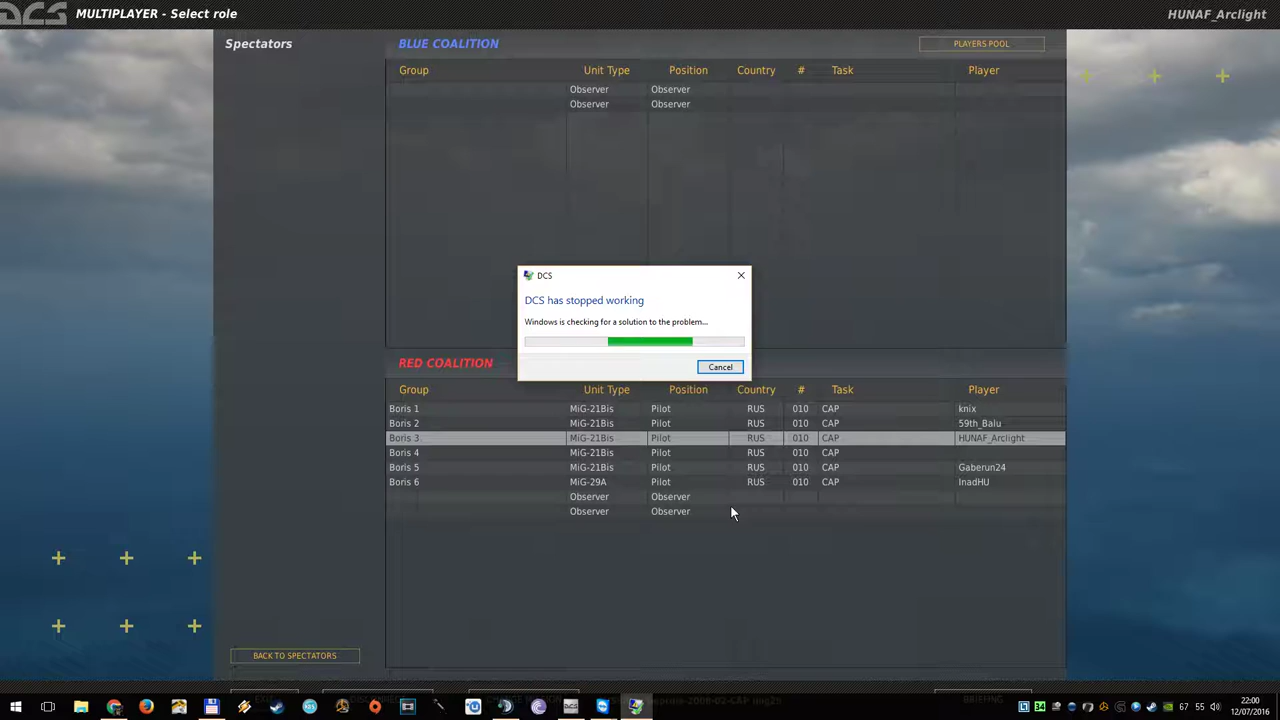 DCS MULTIPLAYER - Select role HUNAF_Arclight
Spectators
BLUE COALITION PLAYERS POOL
Group Unit Type Position Country # Task Player
Observer Observer
Observer Observer
DCS
DCS has stopped working
Windows is checking for a solution to the problem...
Cancel
RED COALITION
Group Unit Type Position Country # Task Player
Boris 1 MiG-21Bis Pilot RUS 010 CAP knix
Boris 2 MiG-21Bis Pilot RUS 010 CAP 59th_Balu
Boris 3 MiG-21Bis Pilot RUS 010 CAP HUNAF_Arclight
Boris 4 MiG-21Bis Pilot RUS 010 CAP
Boris 5 MiG-21Bis Pilot RUS 010 CAP Gaberun24
Boris 6 MiG-29A Pilot RUS 010 CAP InadHU
Observer Observer
Observer Observer
BACK TO SPECTATORS
BRIEFING
34 67 55 22:00
12/07/2016